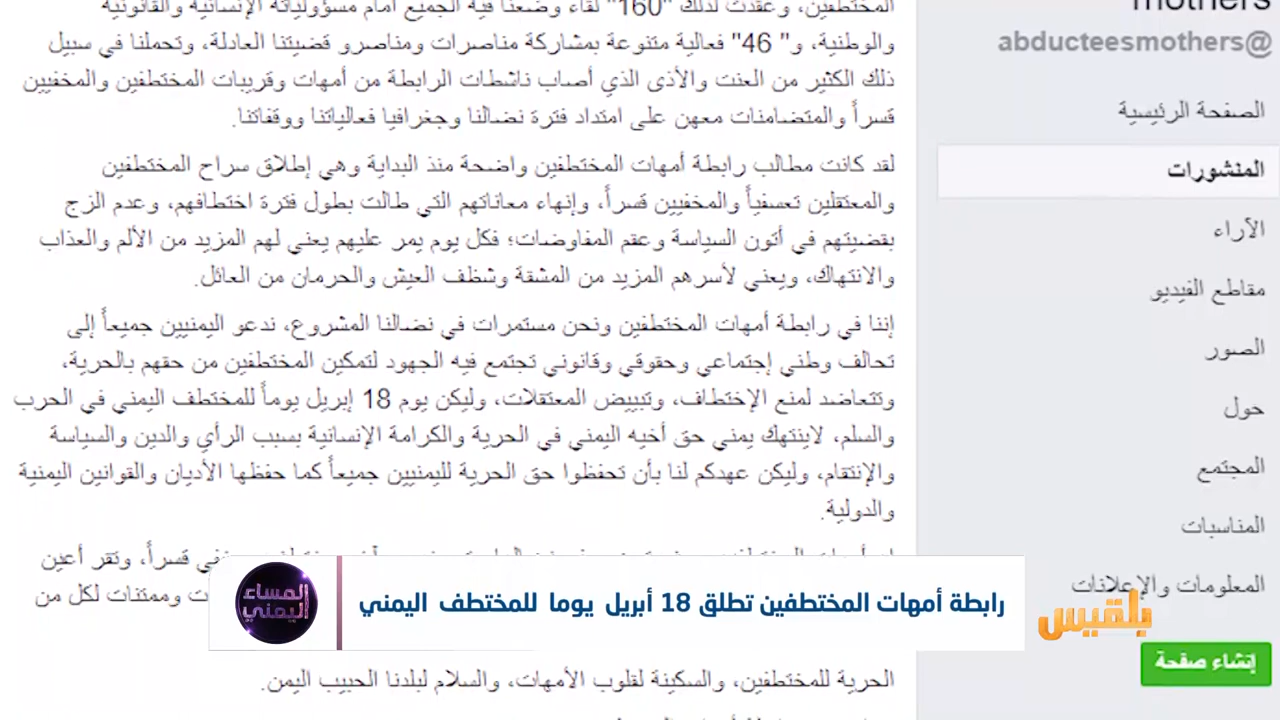 المختطفين، وعقدت لذلك "160" لقاء وضعنا فيه الجميع أمام مسؤولياته الإنسانية والقانونية
والوطنية، و" 46" فعالية متنوعة بمشاركة مناصرات ومناصرو قضيتنا العادلة، وتحملنا في سبيل
ذلك الكثير من العنت والأذى الذي أصاب ناشطات الرابطة من أمهات وقريبات المختطفين والمخفيين
قسراً والمتضامنات معهن على امتداد فترة نضالنا وجغرافيا فعالياتنا ووقفاتنا.
لقد كانت مطالب رابطة أمهات المختطفين واضحة منذ البداية وهي إطلاق سراح المختطفين
والمعتقلين تعسفياً والمخفيين قسراً، وإنهاء معاناتهم التي طالت بطول فترة اختطافهم، وعدم الزج
بقضيتهم في أتون السياسة وعقم المفاوضات؛ فكل يوم يمر عليهم يعني لهم المزيد من الألم والعذاب
والانتهاك، ويعني لأسرهم المزيد من المشقة وشظف العيش والحرمان من العائل.
إننا في رابطة أمهات المختطفين ونحن مستمرات في نضالنا المشروع، ندعو اليمنيين جميعاً إلى
تحالف وطني إجتماعي وحقوقي وقانوني تجتمع فيه الجهود لتمكين المختطفين من حقهم بالحرية،
وتتعاضد لمنع الإختطاف، وتبييض المعتقلات، وليكن يوم 18 إبريل يوماً للمختطف اليمني في الحرب
والسلم، لاينتهك يمني حق أخيه اليمني في الحرية والكرامة الإنسانية بسبب الرأي والدين والسياسة
والإنتقام، وليكن عهدكم لنا بأن تحفظوا حق الحرية لليمنيين جميعاً كما حفظها الأديان والقوانين اليمنية
والدولية.
قسراً، وتقر أعين
وممتنات لكل من
الحرية للمختطفين، والسكينة لقلوب الأمهات، والسلام لبلدنا الحبيب اليمن.
mothers
@abducteesmothers
الصفحة الرئيسية
المنشورات
الآراء
مقاطع الفيديو
الصور
حول
المجتمع
المناسبات
المعلومات والإعلانات
إنشاء صفحة
رابطة أمهات المختطفين تطلق 18 أبريل يوما للمختطف اليمني
المساء
اليمني
بلقيس